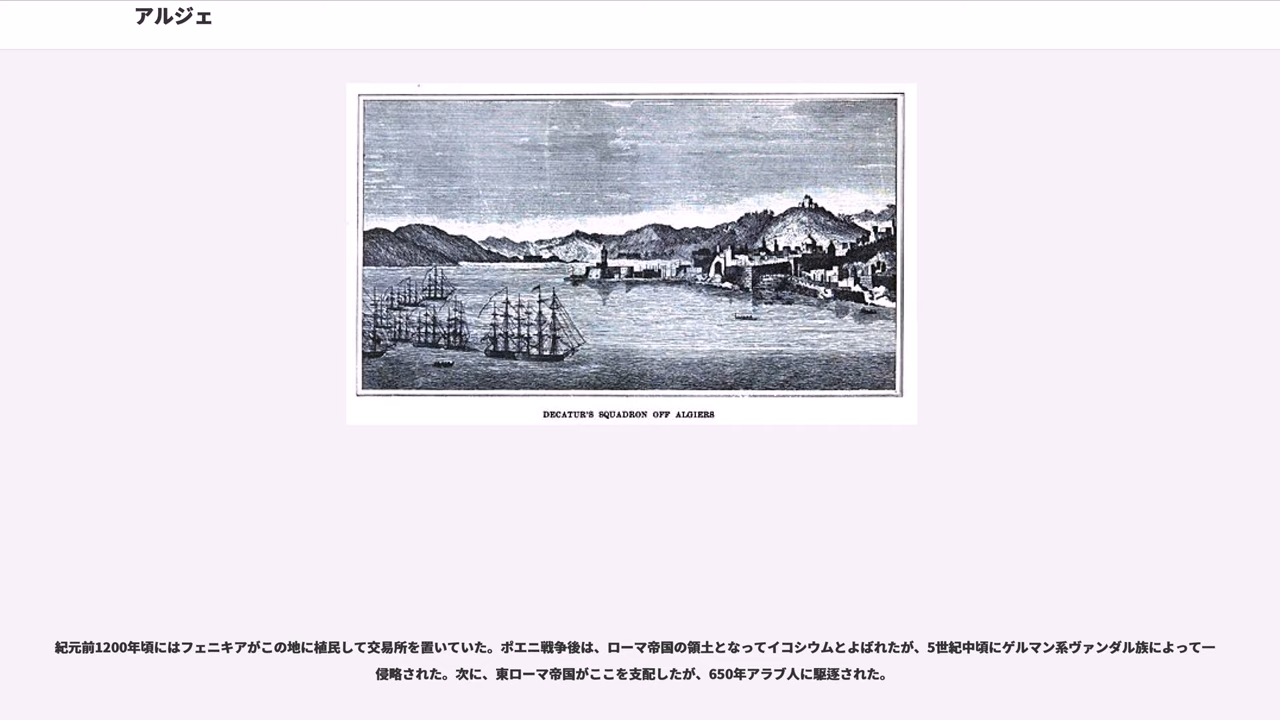 アルジェ
DECATUR'S SQUADRON OFF ALGIERS
紀元前1200年頃にはフェニキアがこの地に植民して交易所を置いていた。ポエニ戦争後は、ローマ帝国の領土となってイコシウムとよばれたが、5世紀中頃にゲルマン系ヴァンダル族によって一
侵略された。次に、東ローマ帝国がここを支配したが、650年アラブ人に駆逐された。